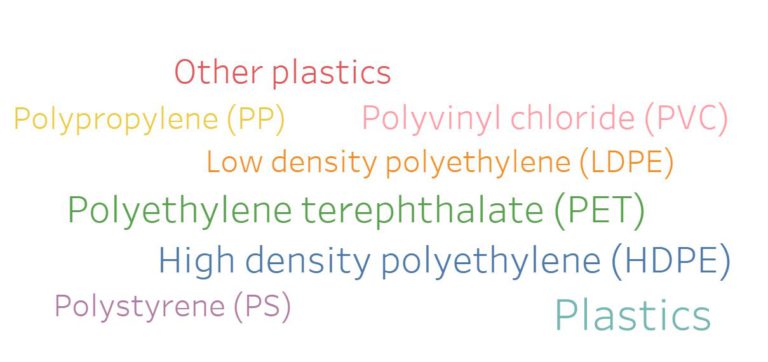 Other plastics
Polypropylene (PP) Polyvinyl chloride (PVC)
Low density polyethylene (LDPE)
Polyethylene terephthalate (PET)
High density polyethylene (HDPE)
Polystyrene (PS) Plastics